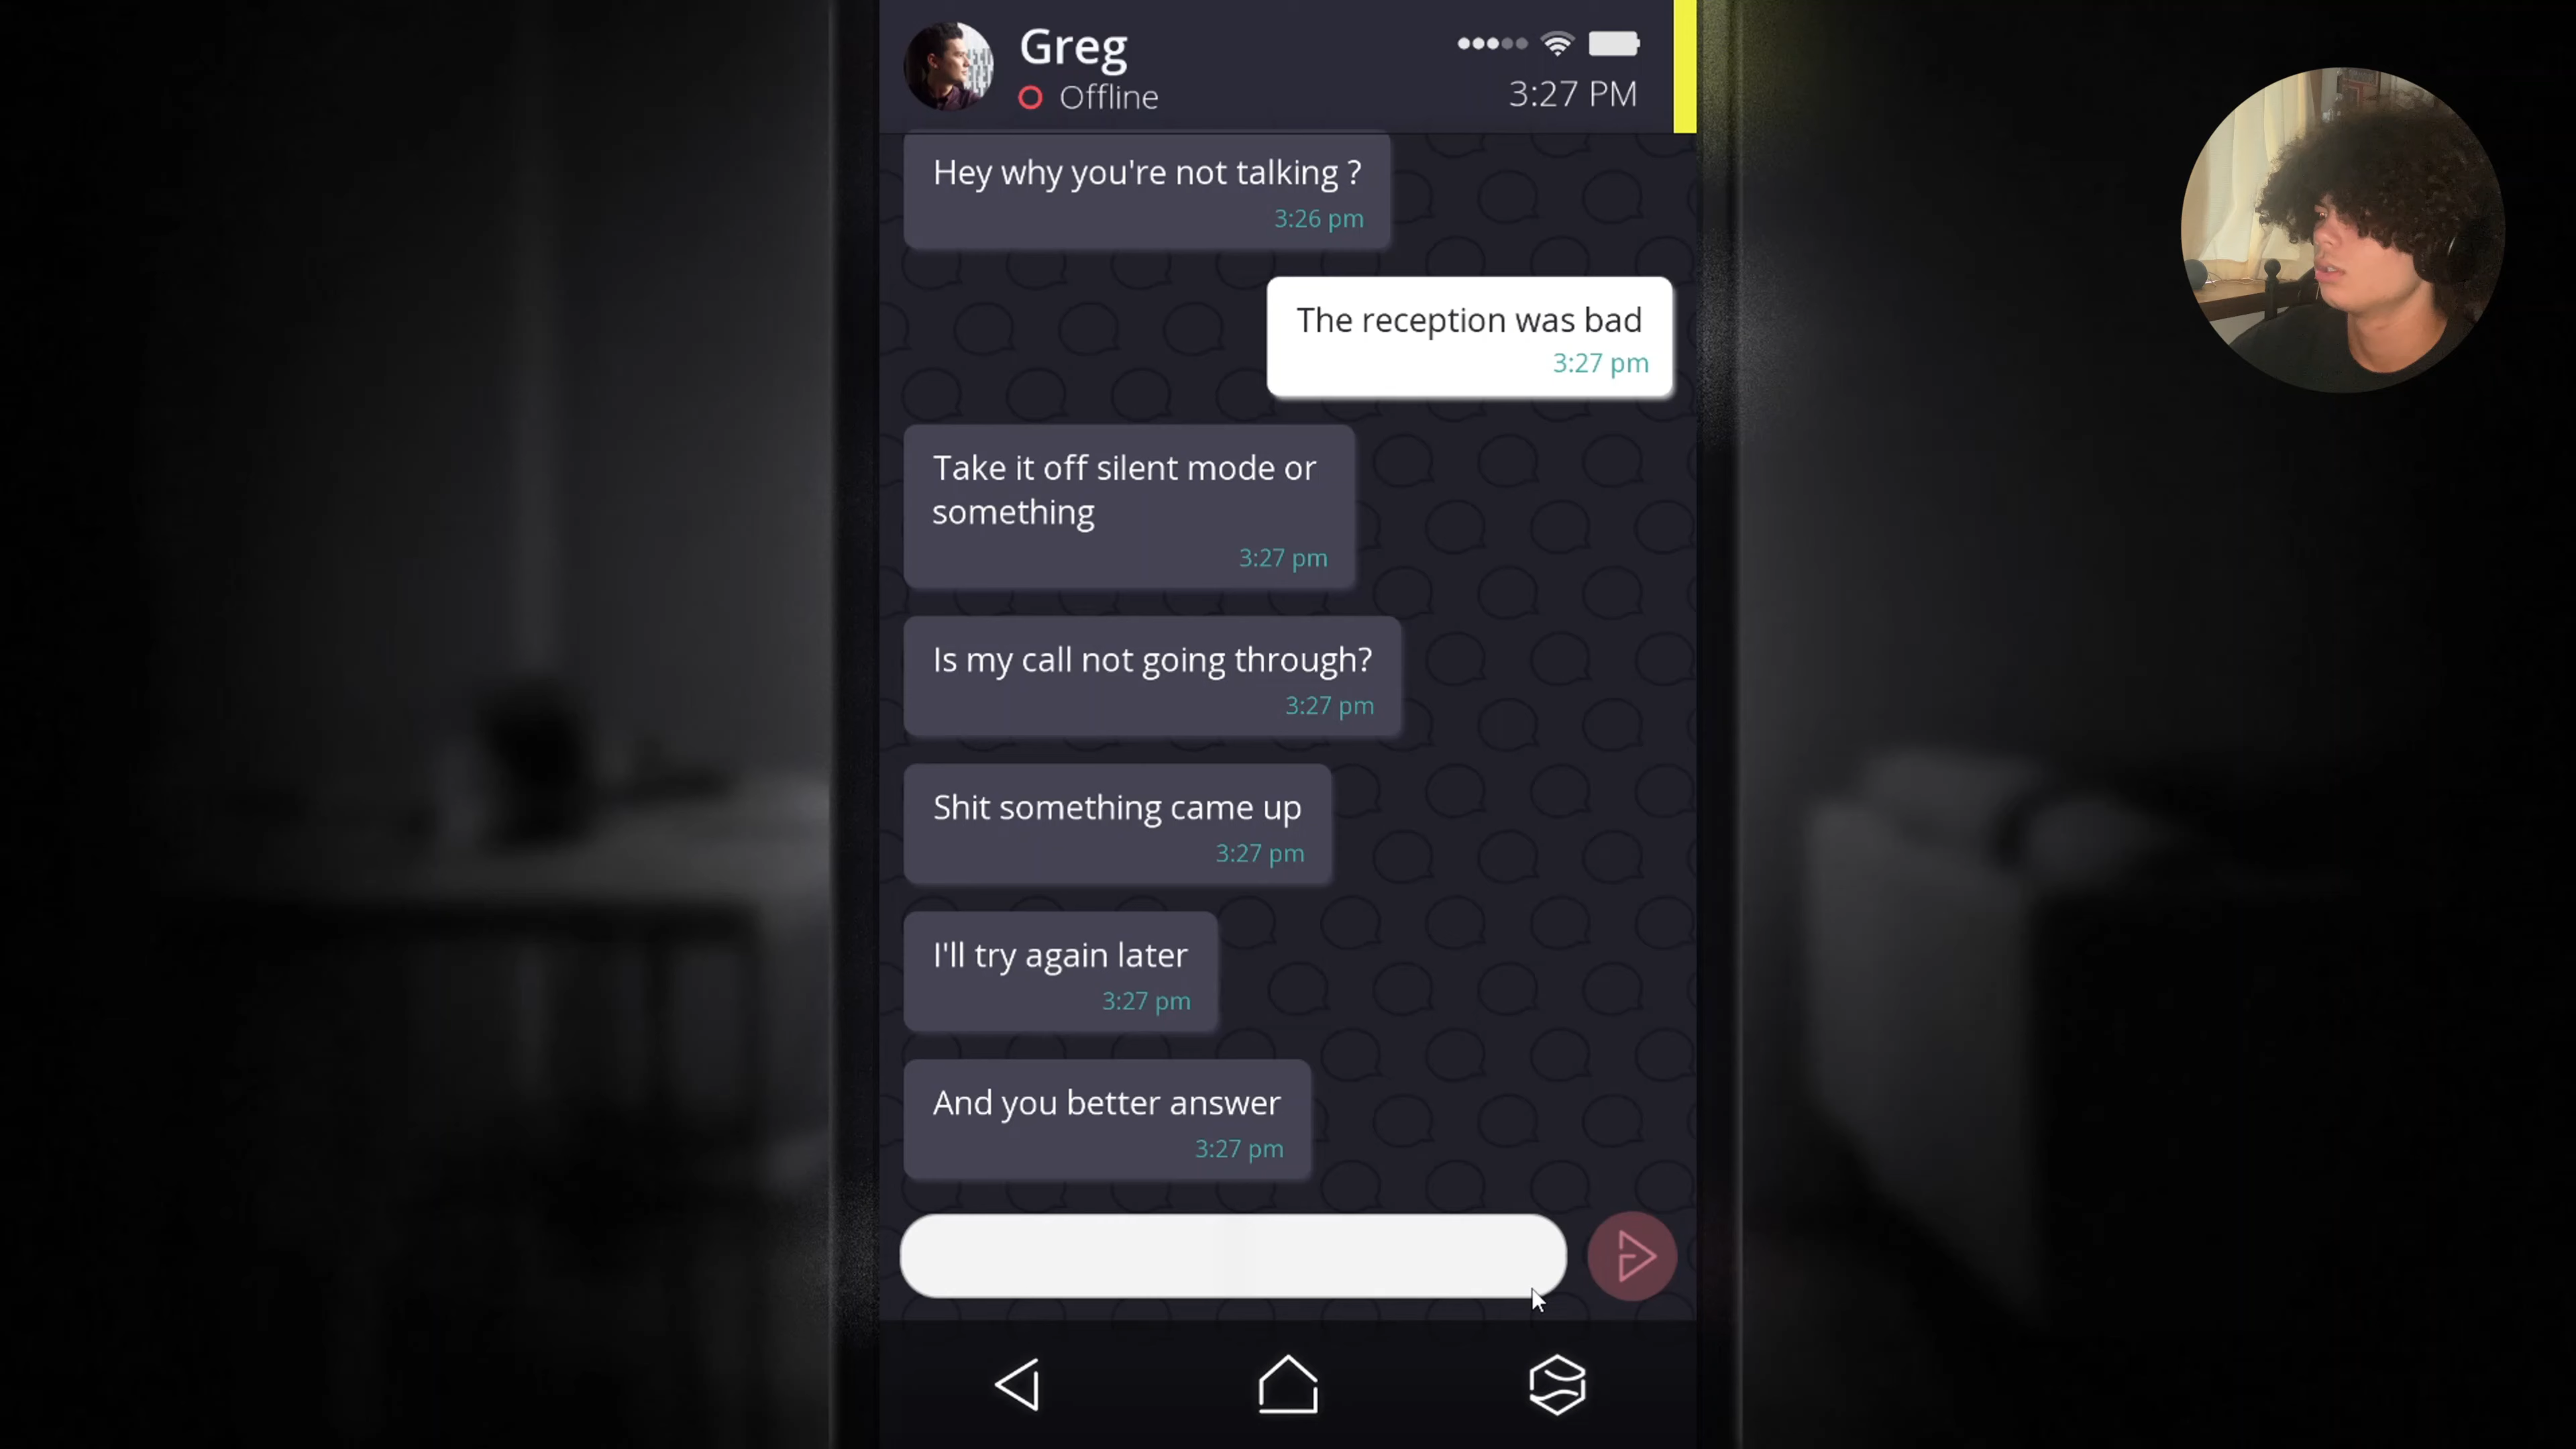 Greg
Offline
3:27 PM
Hey why you're not talking ?
3:26 pm
The reception was bad
3:27 pm
Take it off silent mode or
something
3:27 pm
Is my call not going through?
3:27 pm
Shit something came up
3:27 pm
I'll try again later
3:27 pm
And you better answer
3:27 pm